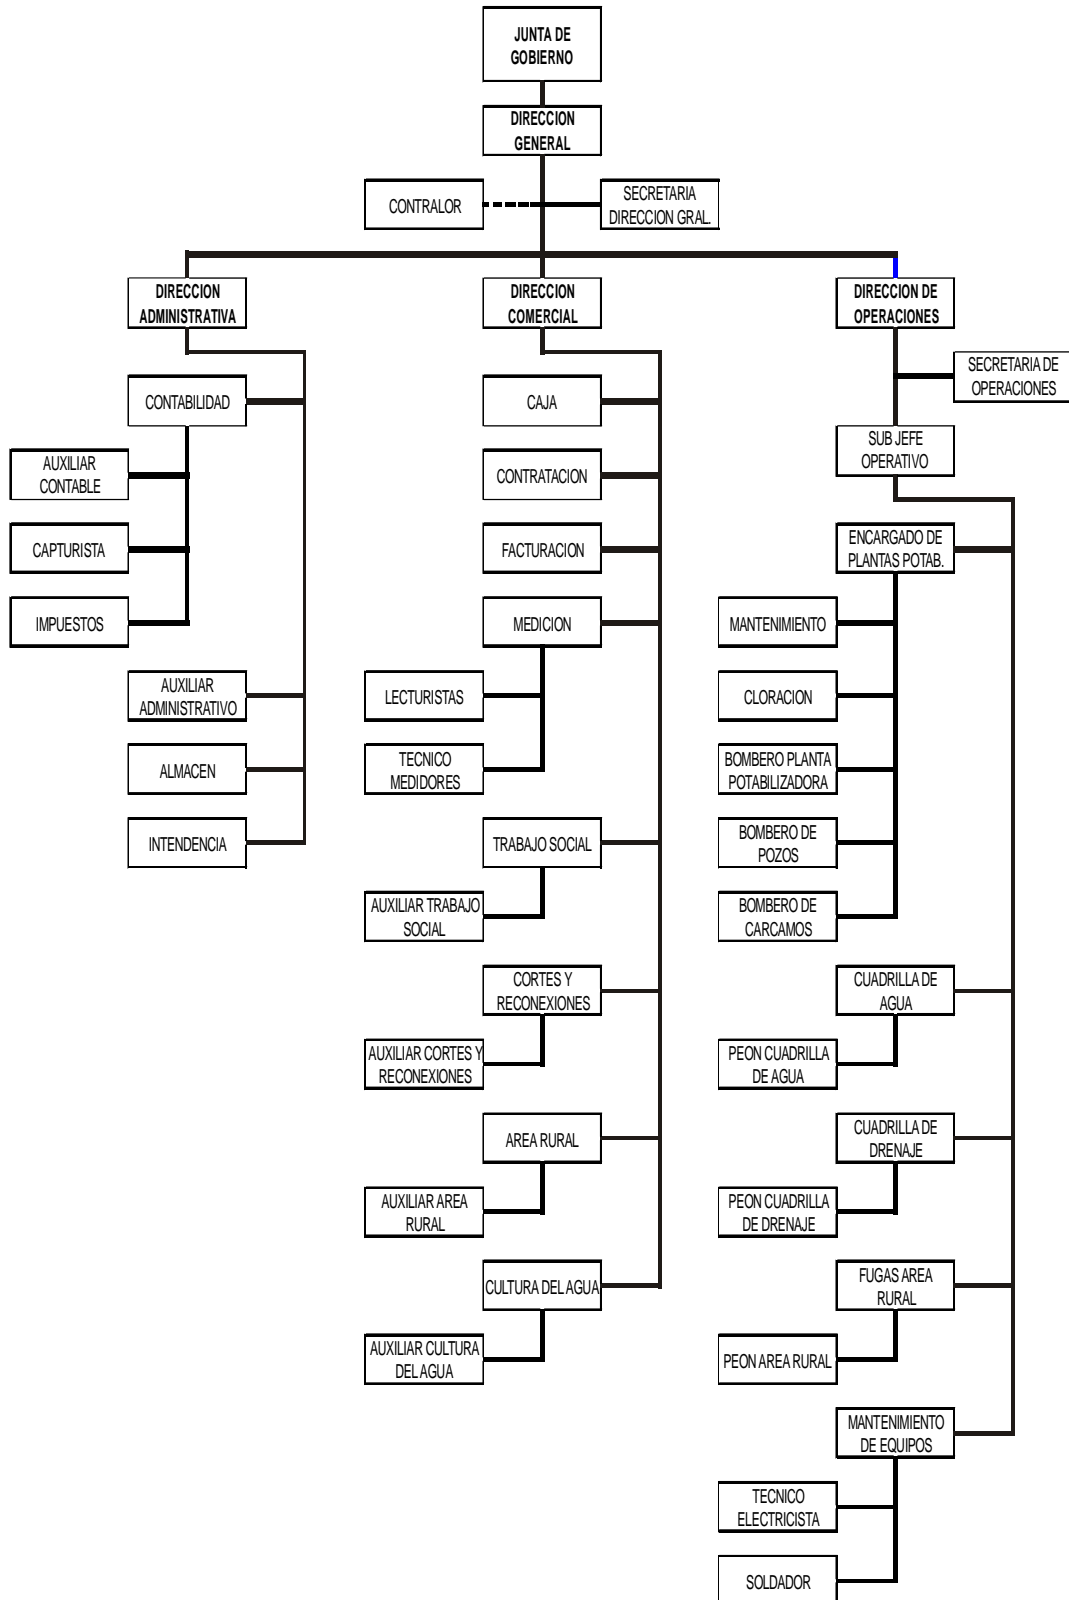 JUNTA DE
GOBIERNO
DIRECCION
GENERAL
CONTRALOR
SECRETARIA
DIRECCION GRAL.
DIRECCION
ADMINISTRATIVA
CONTABILIDAD
AUXILIAR
CONTABLE
CAPTURISTA
IMPUESTOS
AUXILIAR
ADMINISTRATIVO
ALMACEN
INTENDENCIA
DIRECCION
COMERCIAL
CAJA
CONTRATACION
FACTURACION
MEDICION
LECTURISTAS
TECNICO
MEDIDORES
TRABAJO SOCIAL
AUXILIAR TRABAJO
SOCIAL
CORTES Y
RECONEXIONES
AUXILIAR CORTES Y
RECONEXIONES
AREA RURAL
AUXILIAR AREA
RURAL
CULTURA DEL AGUA
AUXILIAR CULTURA
DEL AGUA
DIRECCION DE
OPERACIONES
SECRETARIA DE
OPERACIONES
SUB JEFE
OPERATIVO
ENCARGADO DE
PLANTAS POTAB.
MANTENIMIENTO
CLORACION
BOMBERO PLANTA
POTABILIZADORA
BOMBERO DE
POZOS
BOMBERO DE
CARCAMOS
CUADRILLA DE
AGUA
PEON CUADRILLA
DE AGUA
CUADRILLA DE
DRENAJE
PEON CUADRILLA
DE DRENAJE
FUGAS AREA
RURAL
PEON AREA RURAL
MANTENIMIENTO
DE EQUIPOS
TECNICO
ELECTRICISTA
SOLDADOR